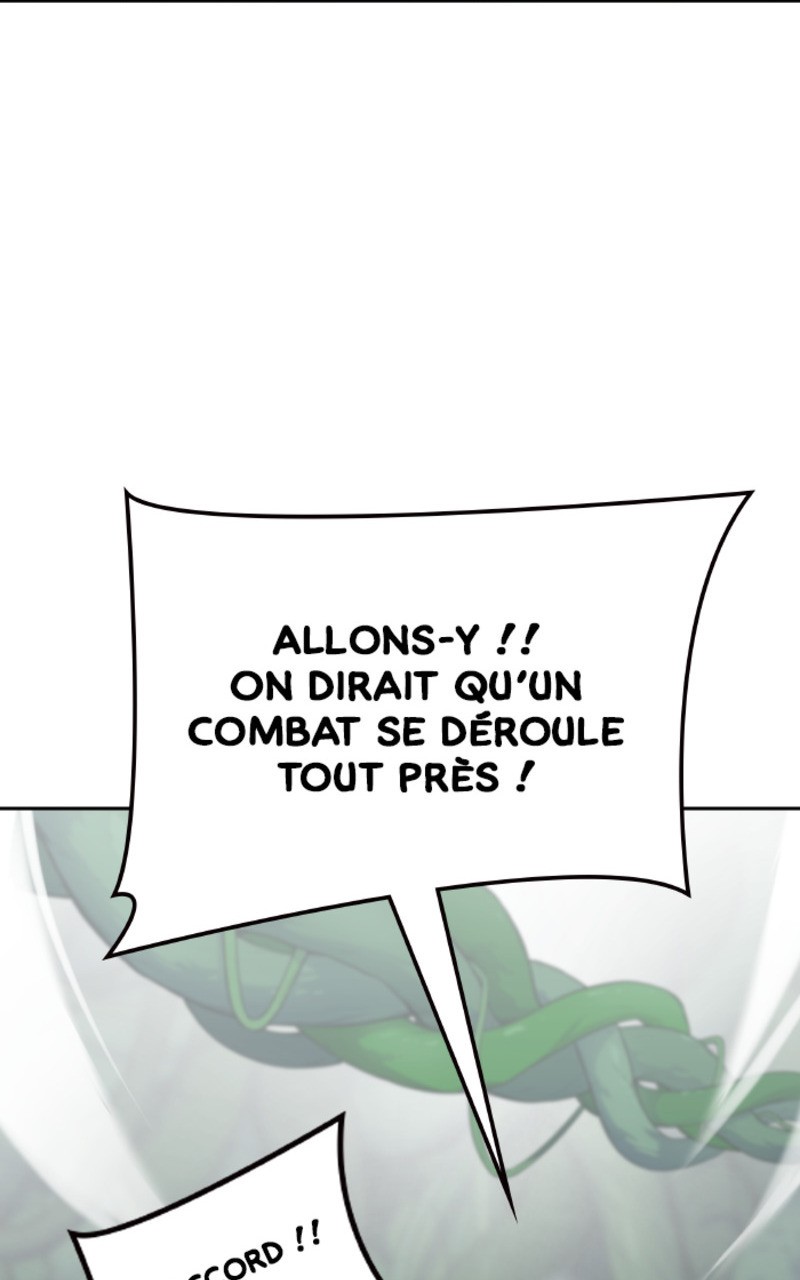 ALLONS-Y !!
ON DIRAIT QU'UN
COMBAT SE DÉROULE
TOUT PRÈS !
!!